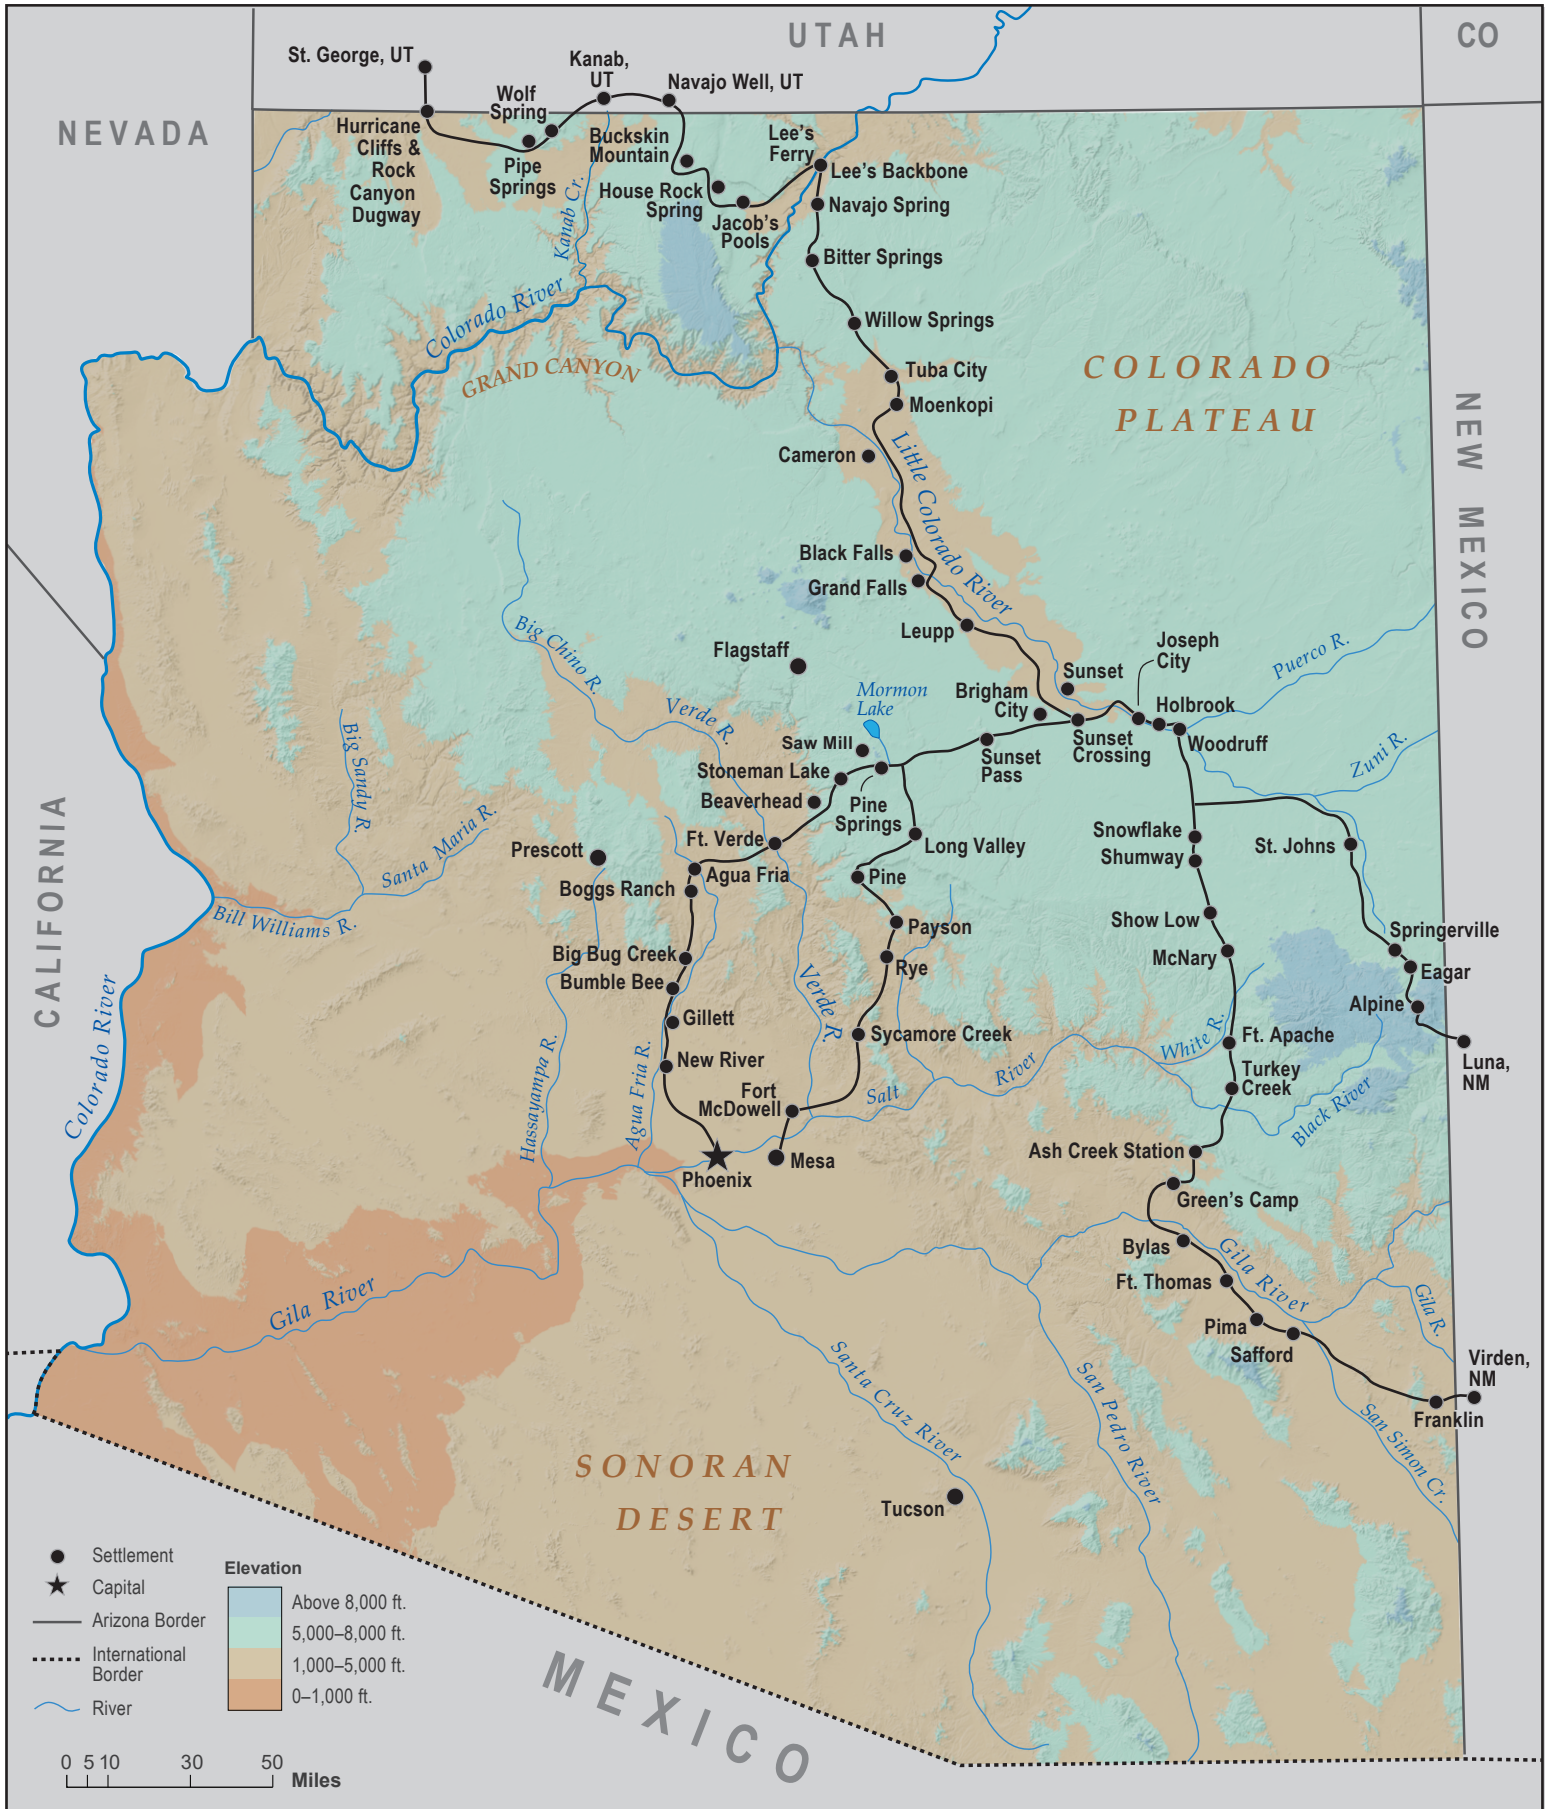 UTAH
CO
NEVADA
St. George, UT
Kanab,
UT
Navajo Well, UT
Wolf
Spring
Hurricane
Cliffs &
Rock
Canyon
Dugway
Pipe
Springs
Buckskin
Mountain
House Rock
Spring
Jacob's
Pools
Lee's
Ferry
Lee's Backbone
Navajo Spring
Kanab Cr.
Bitter Springs
Colorado River
GRAND CANYON
Willow Springs
Tuba City
Moenkopi
COLORADO
PLATEAU
NEW MEXICO
Cameron
Little Colorado River
Black Falls
Grand Falls
Leupp
Big Chino R.
Flagstaff
Verde R.
Mormon
Lake
Brigham
City
Sunset
Joseph
City
Holbrook
Puerco R.
Woodruff
Sunset
Crossing
Sunset
Pass
Zuni R.
Saw Mill
Stoneman Lake
Beaverhead
Pine
Springs
Big Sandy R.
Santa Maria R.
Bill Williams R.
CALIFORNIA
Prescott
Ft. Verde
Agua Fria
Boggs Ranch
Long Valley
Pine
Snowflake
Shumway
St. Johns
Show Low
Payson
Rye
McNary
Springerville
Eagar
Alpine
Luna,
NM
Big Bug Creek
Bumble Bee
Gillett
New River
Verde R.
Sycamore Creek
Fort
McDowell
Salt
River
White R.
Ft. Apache
Turkey
Creek
Black River
Colorado River
Hassayampa R.
Agua Fria R.
Phoenix
Mesa
Ash Creek Station
Green's Camp
Bylas
Ft. Thomas
Gila River
Pima
Safford
Gila R.
Virden,
NM
Franklin
Gila River
Santa Cruz River
San Pedro River
San Simon Cr.
SONORAN
DESERT
Tucson
MEXICO
Settlement
Capital
Arizona Border
International
Border
River
Elevation
Above 8,000 ft.
5,000–8,000 ft.
1,000–5,000 ft.
0–1,000 ft.
0 5 10 30 50
Miles